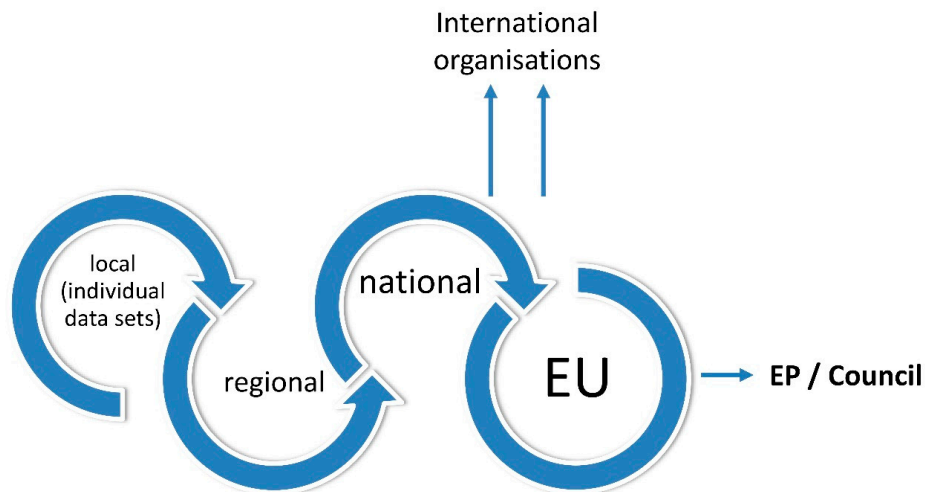 International
organisations
local
(individual
data sets)
regional
national
EU
EP / Council